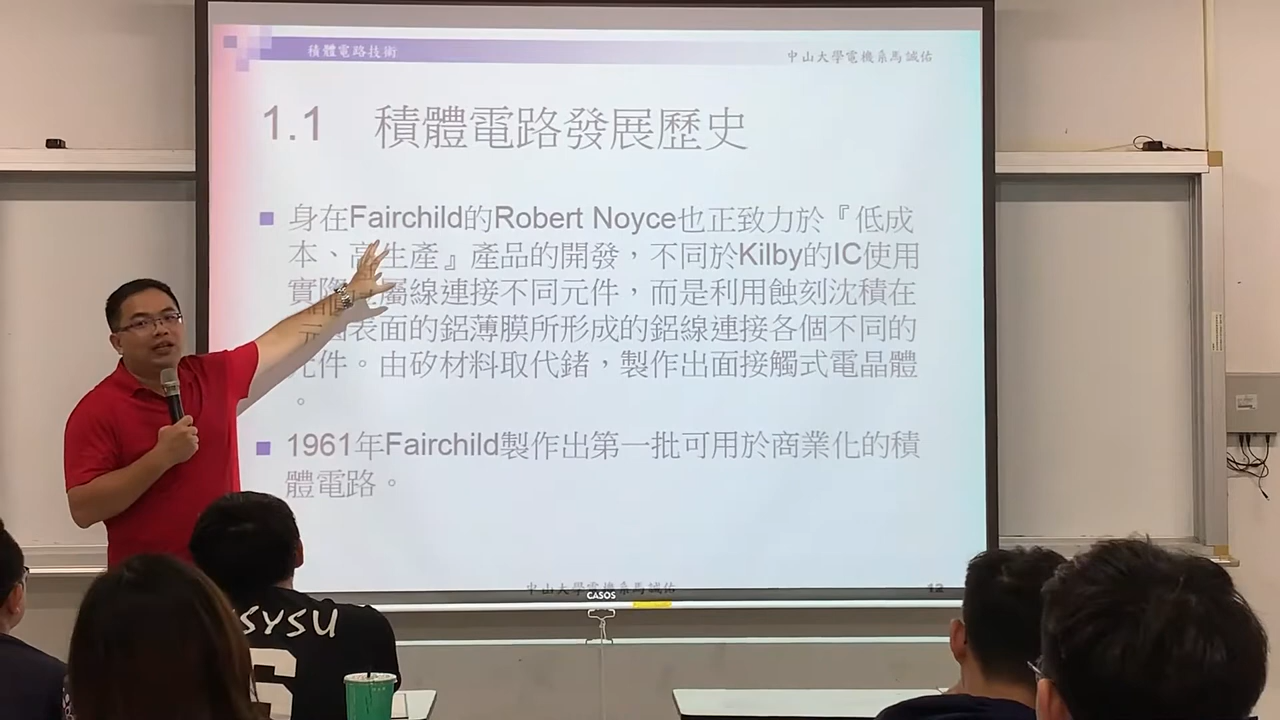 積體電路技術
中山大學電機系馬誠佑
1.1 積體電路發展歷史
身在Fairchild的Robert Noyce也正致力於『低成
本、高生產』產品的開發，不同於Kilby的IC使用
實際金屬線連接不同元件，而是利用蝕刻沈積在
表面的鋁薄膜所形成的鋁線連接各個不同的
元件。由矽材料取代鍺，製作出面接觸式電晶體
。
1961年Fairchild製作出第一批可用於商業化的積
體電路。
中山大學電機系馬誠佑
12
CASOS
SYSU